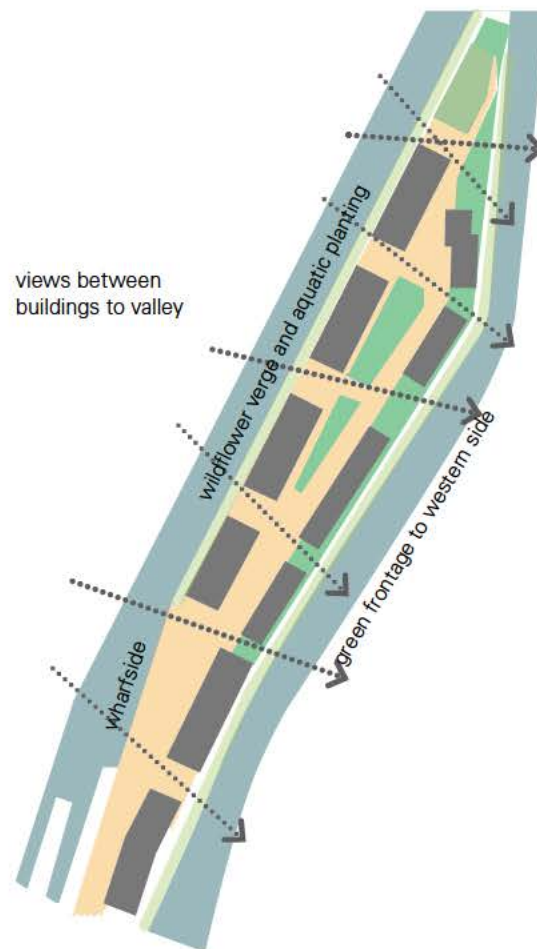 views between
buildings to valley
wildflower verge and aquatic planting
green frontage to western side
wharfside